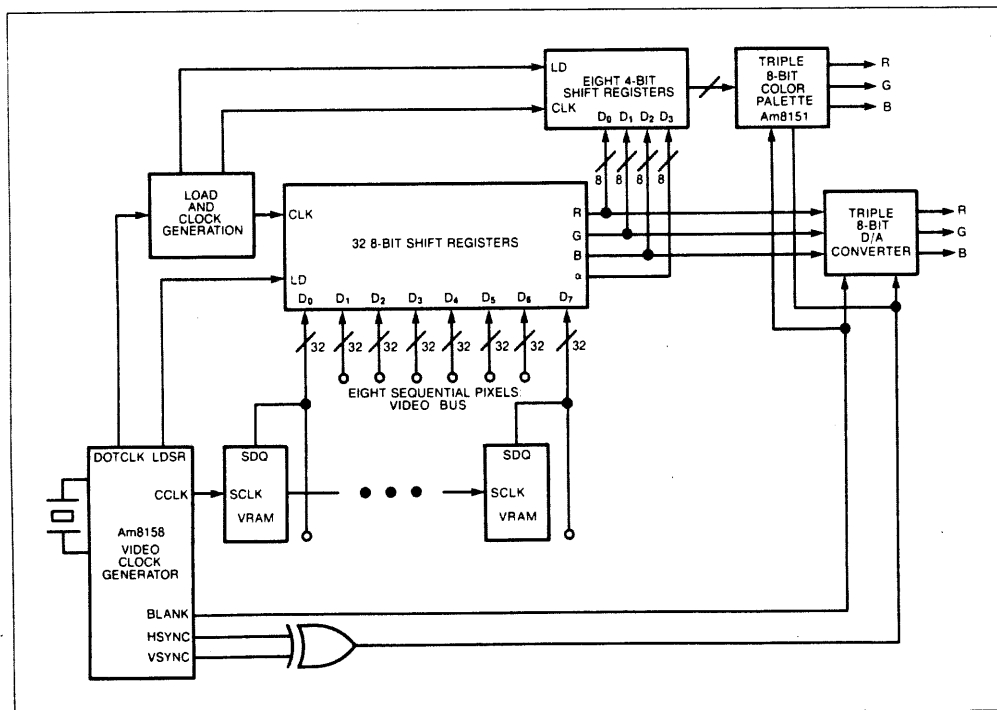 LD
CLK
EIGHT 4-BIT
SHIFT REGISTERS
D0 D1 D2 D3
TRIPLE
8-BIT
COLOR
PALETTE
Am8151
R
G
B
8 8 8 8
LOAD
AND
CLOCK
GENERATION
CLK
LD
32 8-BIT SHIFT REGISTERS
R
G
B
α
D0 D1 D2 D3 D4 D5 D6 D7
TRIPLE
8-BIT
D/A
CONVERTER
R
G
B
32 32 32 32 32 32 32 32
EIGHT SEQUENTIAL PIXELS:
VIDEO BUS
DOTCLK LDSR
CCLK
Am8158
VIDEO
CLOCK
GENERATOR
BLANK
HSYNC
VSYNC
SDQ
SCLK
VRAM
SDQ
SCLK
VRAM